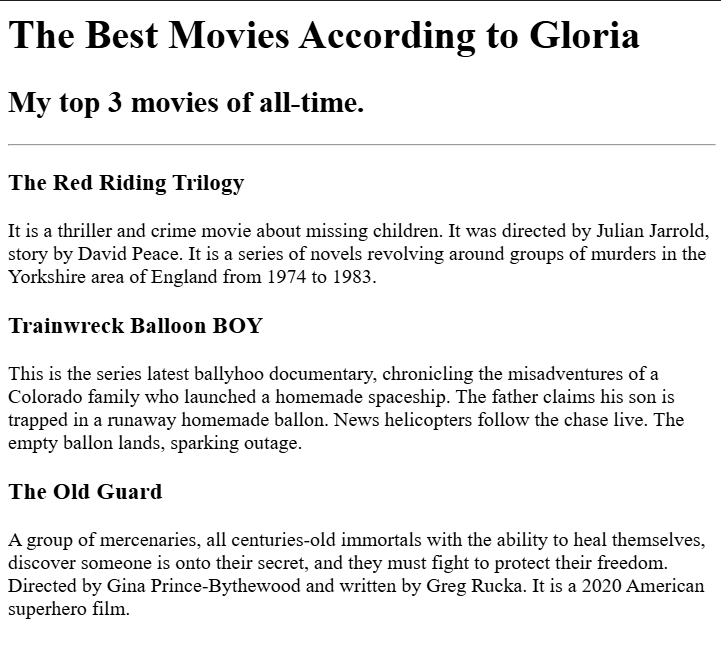 The Best Movies According to Gloria
My top 3 movies of all-time.
The Red Riding Trilogy
It is a thriller and crime movie about missing children. It was directed by Julian Jarrold,
story by David Peace. It is a series of novels revolving around groups of murders in the
Yorkshire area of England from 1974 to 1983.
Trainwreck Balloon BOY
This is the series latest ballyhoo documentary, chronicling the misadventures of a
Colorado family who launched a homemade spaceship. The father claims his son is
trapped in a runaway homemade ballon. News helicopters follow the chase live. The
empty ballon lands, sparking outage.
The Old Guard
A group of mercenaries, all centuries-old immortals with the ability to heal themselves,
discover someone is onto their secret, and they must fight to protect their freedom.
Directed by Gina Prince-Bythewood and written by Greg Rucka. It is a 2020 American
superhero film.